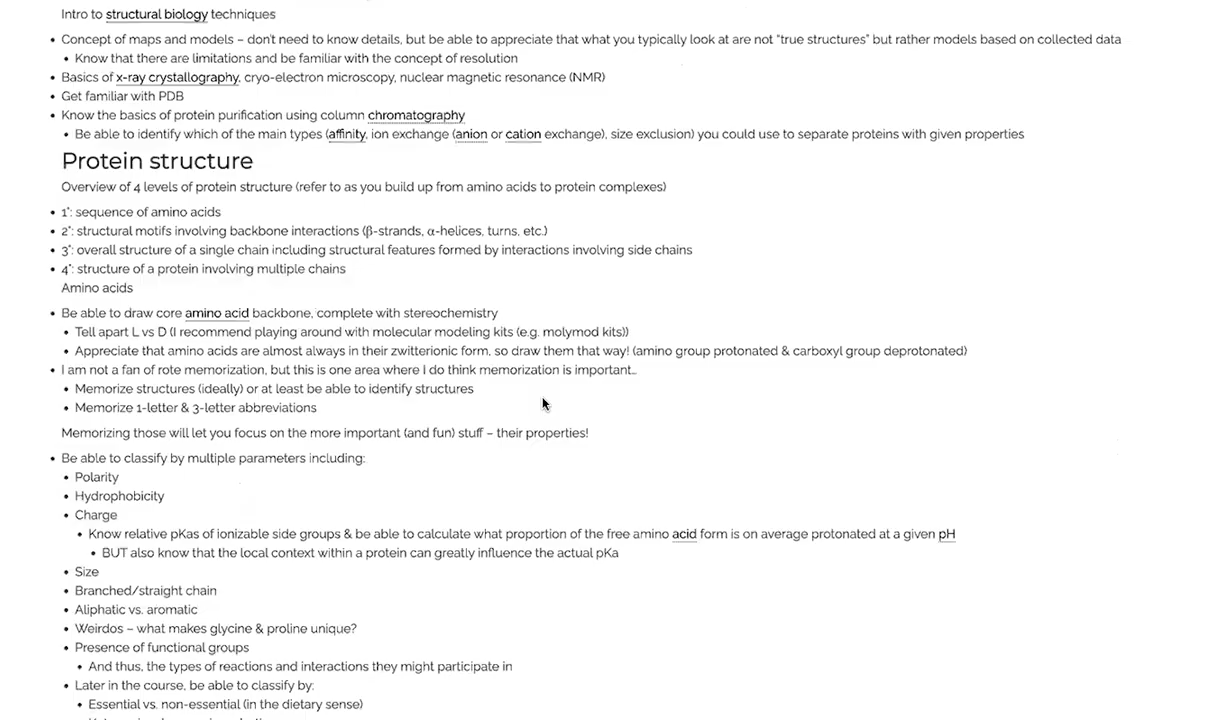 Intro to structural biology techniques
• Concept of maps and models – don't need to know details, but be able to appreciate that what you typically look at are not "true structures" but rather models based on collected data
• Know that there are limitations and be familiar with the concept of resolution
• Basics of x-ray crystallography, cryo-electron microscopy, nuclear magnetic resonance (NMR)
• Get familiar with PDB
• Know the basics of protein purification using column chromatography
• Be able to identify which of the main types (affinity, ion exchange (anion or cation exchange), size exclusion) you could use to separate proteins with given properties
Protein structure
Overview of 4 levels of protein structure (refer to as you build up from amino acids to protein complexes)
• 1°: sequence of amino acids
• 2°: structural motifs involving backbone interactions (β-strands, α-helices, turns, etc.)
• 3°: overall structure of a single chain including structural features formed by interactions involving side chains
• 4°: structure of a protein involving multiple chains
Amino acids
• Be able to draw core amino acid backbone, complete with stereochemistry
• Tell apart L vs D (I recommend playing around with molecular modeling kits (e.g. molymod kits))
• Appreciate that amino acids are almost always in their zwitterionic form, so draw them that way! (amino group protonated & carboxyl group deprotonated)
• I am not a fan of rote memorization, but this is one area where I do think memorization is important…
• Memorize structures (ideally) or at least be able to identify structures
• Memorize 1-letter & 3-letter abbreviations
Memorizing those will let you focus on the more important (and fun) stuff – their properties!
• Be able to classify by multiple parameters including:
• Polarity
• Hydrophobicity
• Charge
• Know relative pKas of ionizable side groups & be able to calculate what proportion of the free amino acid form is on average protonated at a given pH
• BUT also know that the local context within a protein can greatly influence the actual pKa
• Size
• Branched/straight chain
• Aliphatic vs. aromatic
• Weirdos – what makes glycine & proline unique?
• Presence of functional groups
• And thus, the types of reactions and interactions they might participate in
• Later in the course, be able to classify by:
• Essential vs. non-essential (in the dietary sense)